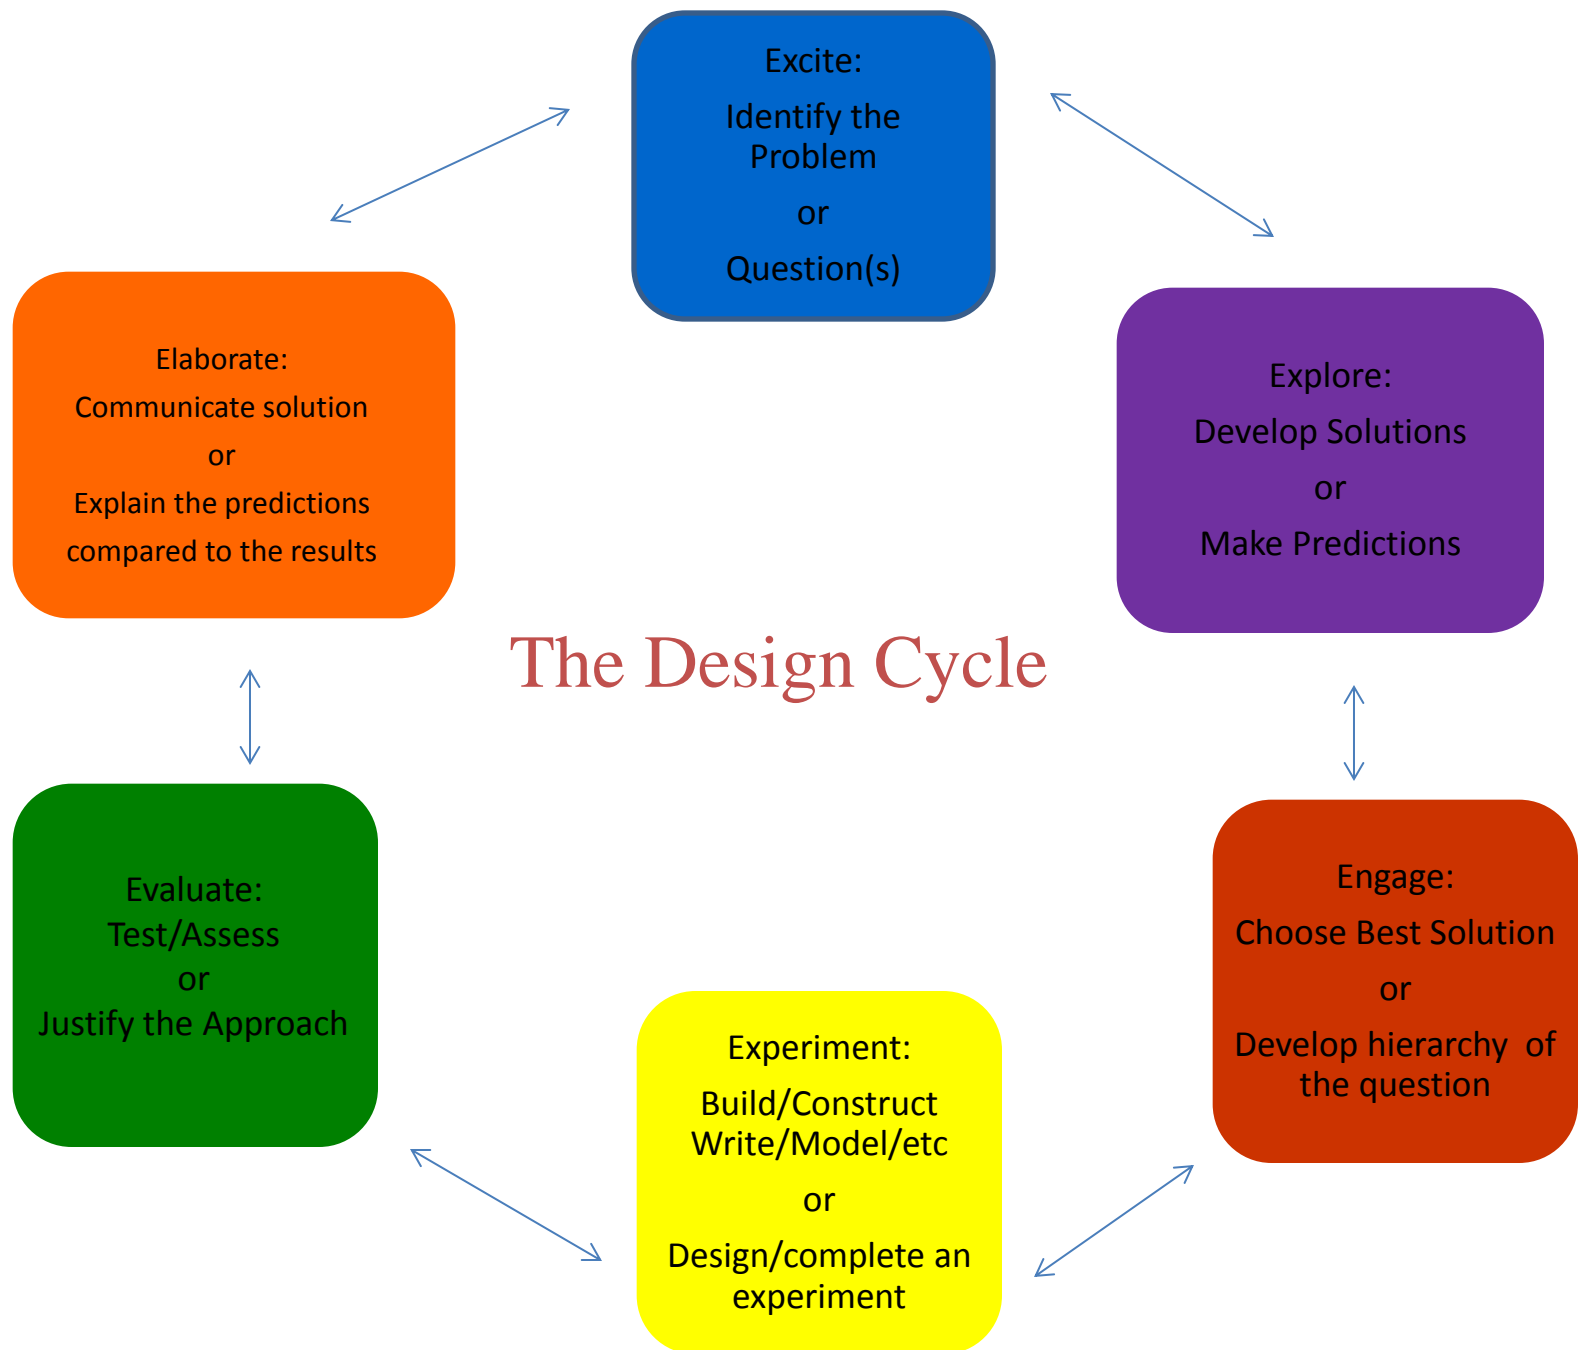 Excite:
Identify the
Problem
or
Question(s)
Explore:
Develop Solutions
or
Make Predictions
Engage:
Choose Best Solution
or
Develop hierarchy  of
the question
Experiment:
Build/Construct
Write/Model/etc
or
Design/complete an
experiment
Evaluate:
Test/Assess
or
Justify the Approach
Elaborate:
Communicate solution
or
Explain the predictions
compared to the results
The Design Cycle